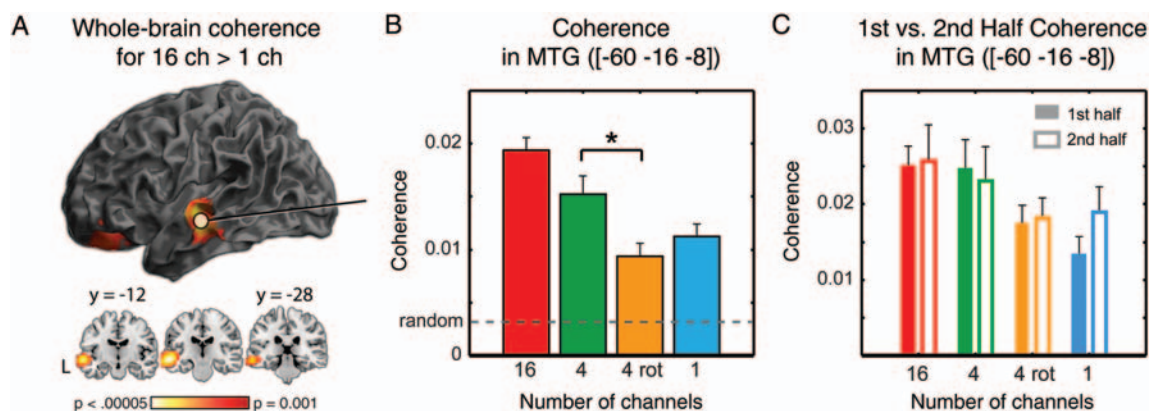 A
Whole-brain coherence
for 16 ch > 1 ch
y = -12
y = -28
L
p < .00005
p = 0.001
B
Coherence
in MTG ([-60 -16 -8])
Coherence
0.02
0.01
random
0
*
16
4
4 rot
1
Number of channels
C
1st vs. 2nd Half Coherence
in MTG ([-60 -16 -8])
Coherence
0.03
0.02
0.01
1st half
2nd half
16
4
4 rot
1
Number of channels